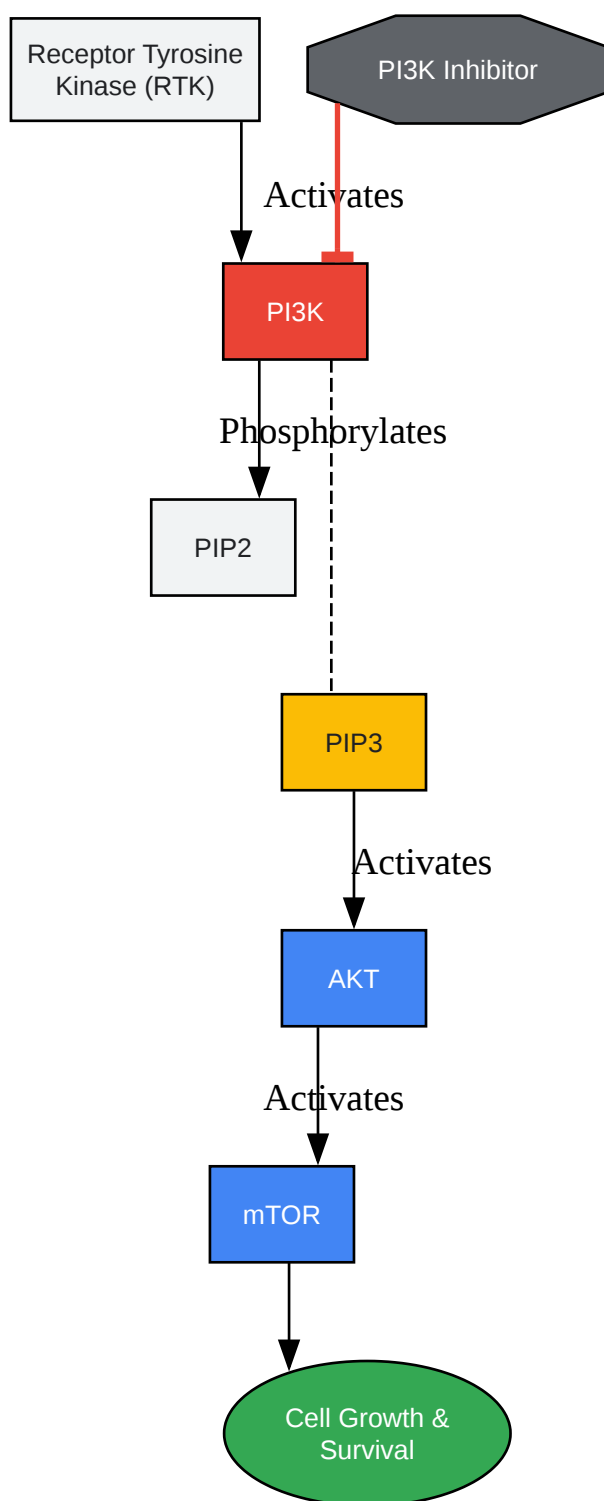 Receptor Tyrosine
Kinase (RTK)
PI3K Inhibitor
Activates
PI3K
Phosphorylates
PIP2
PIP3
Activates
AKT
Activates
mTOR
Cell Growth &
Survival